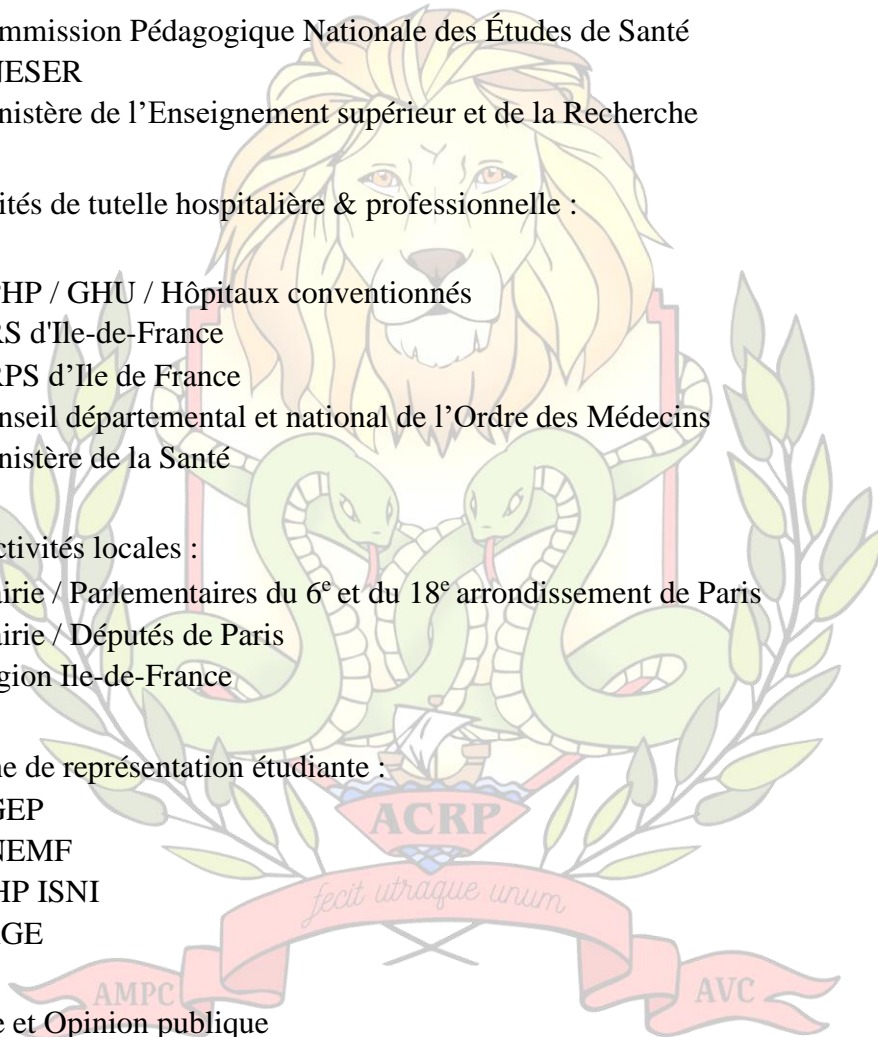 mmission Pédagogique Nationale des Études de Santé
NESER
nistère de l’Enseignement supérieur et de la Recherche
ités de tutelle hospitalière & professionnelle :
PHP / GHU / Hôpitaux conventionnés
RS d'Ile-de-France
RPS d’Ile de France
nseil départemental et national de l’Ordre des Médecins
nistère de la Santé
ctivités locales :
airie / Parlementaires du 6e et du 18e arrondissement de Paris
airie / Députés de Paris
gion Ile-de-France
ne de représentation étudiante :
GEP
NEMF
HP ISNI
GE
ACRP
fecit utraque unum
AMPC
AVC
e et Opinion publique